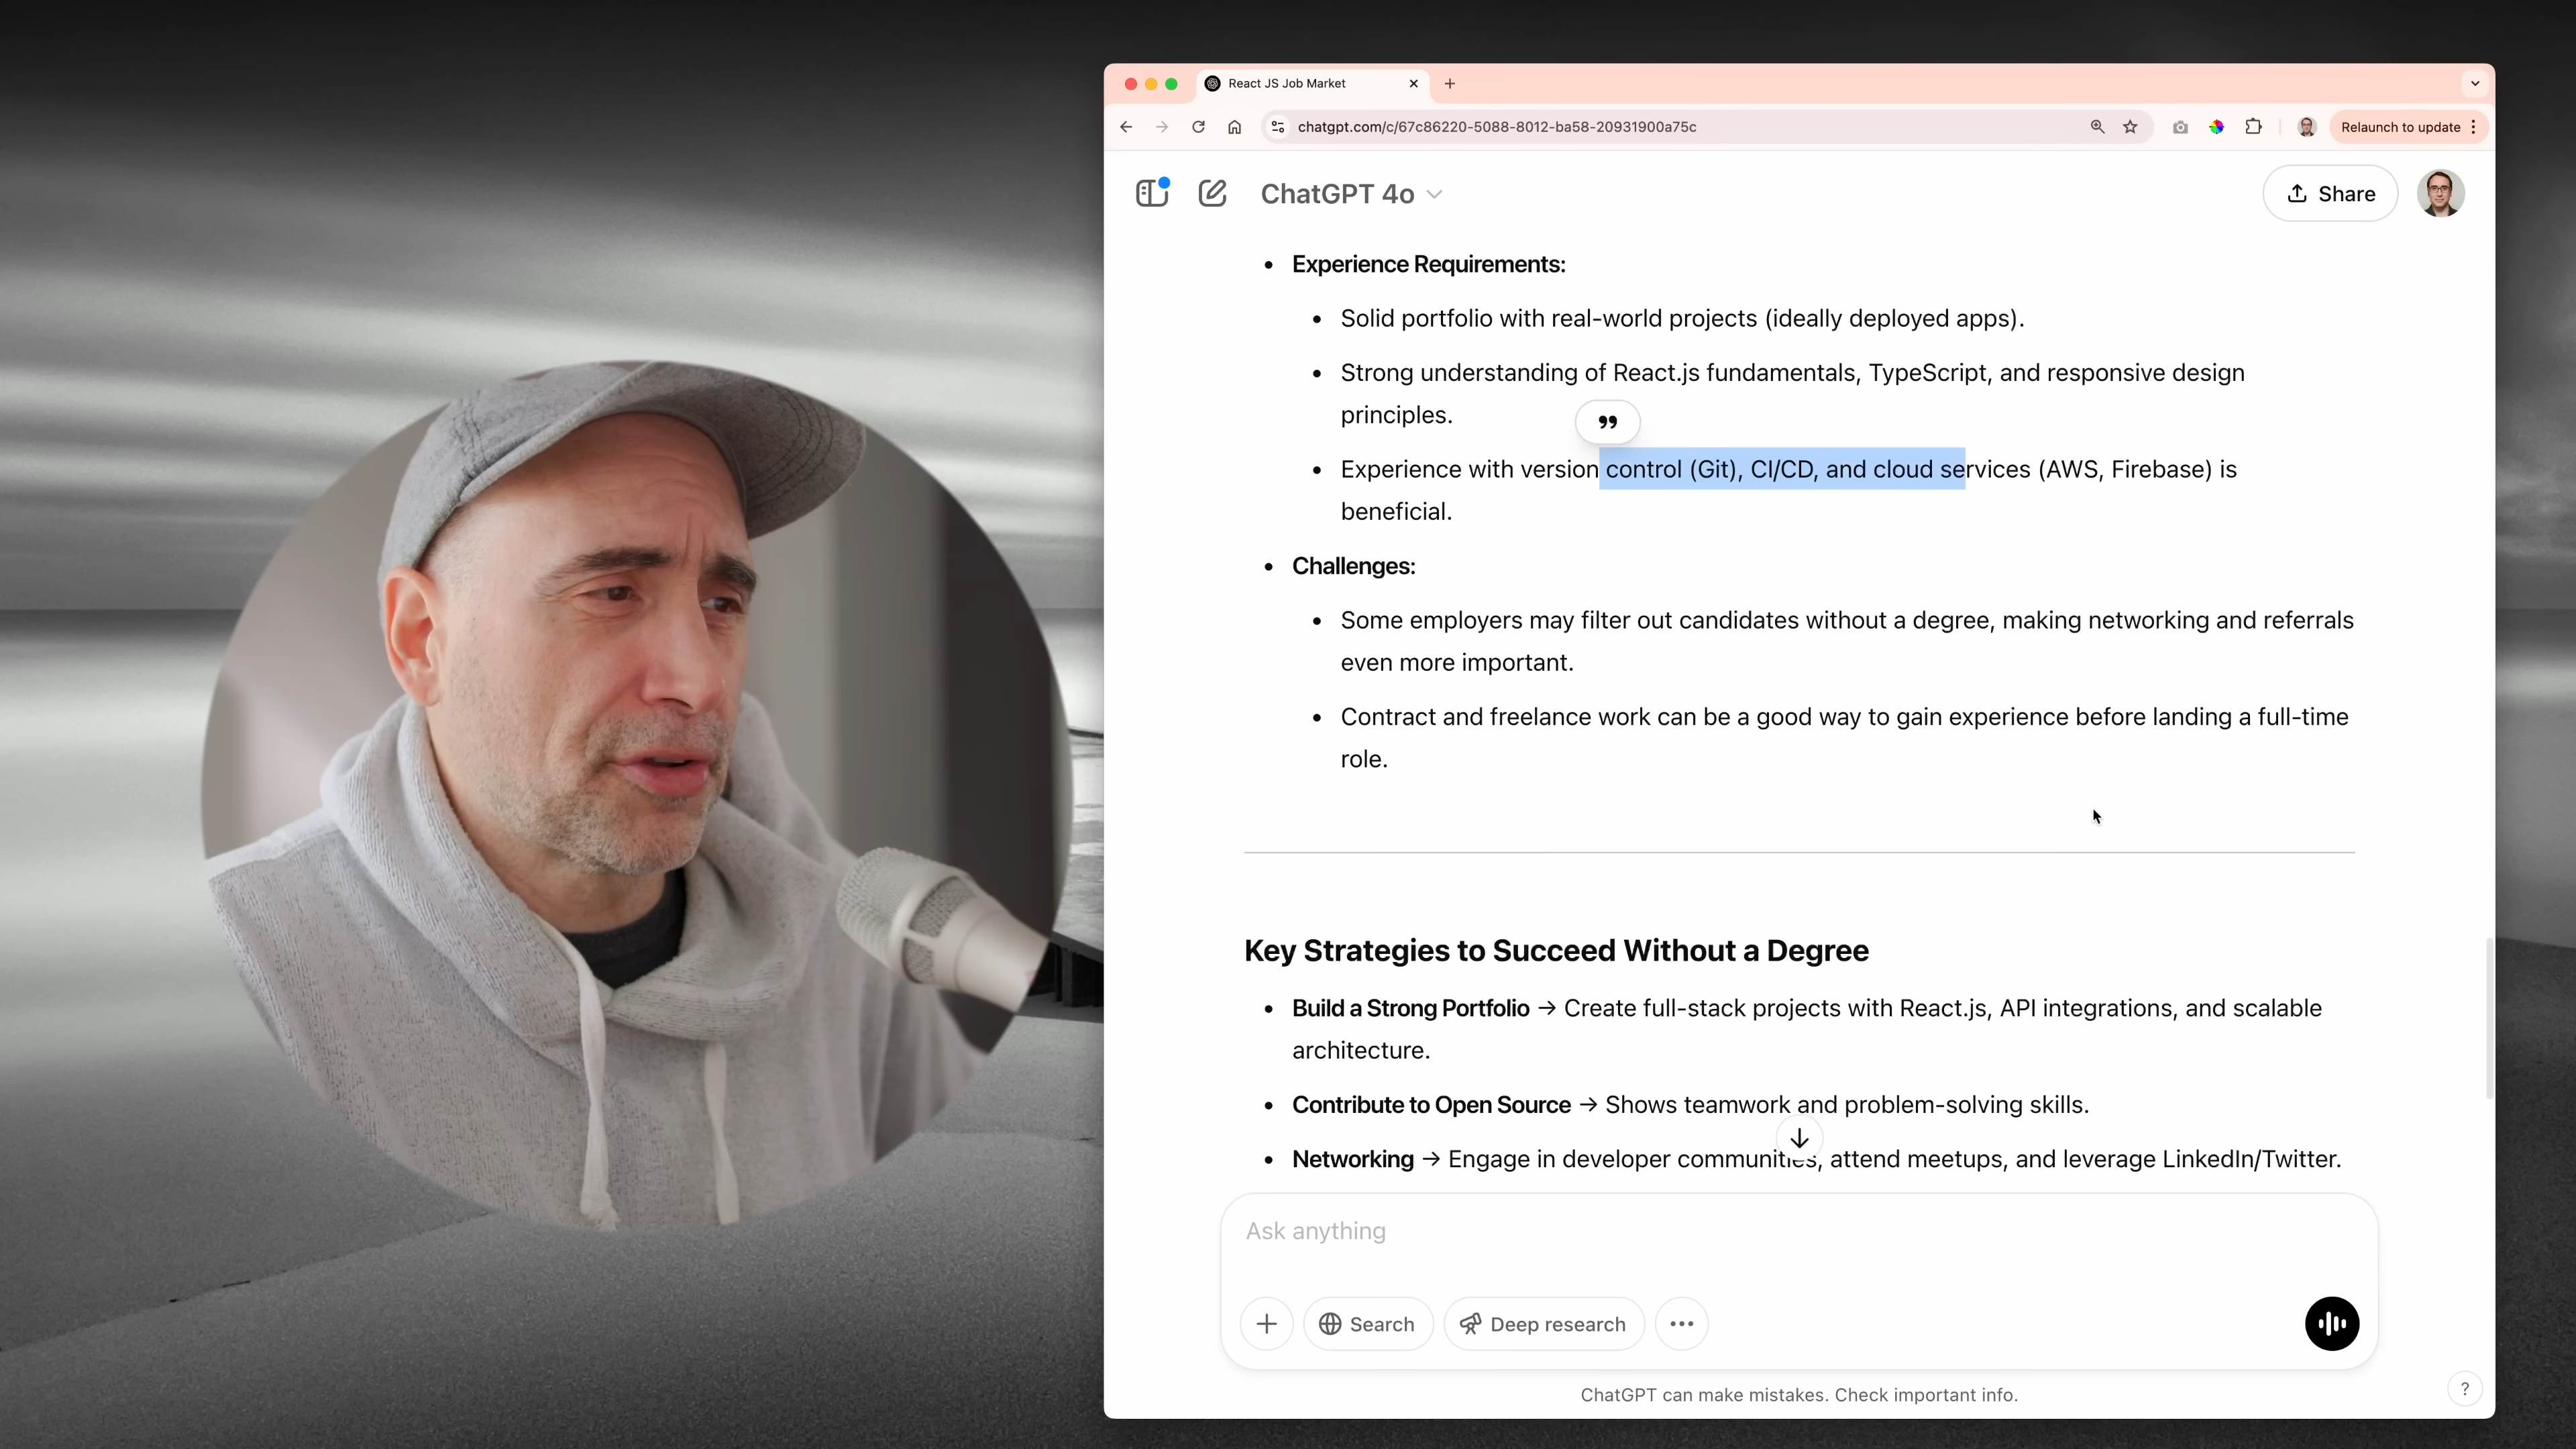 React JS Job Market
chatgpt.com/c/67c86220-5088-8012-ba58-20931900a75c
Relaunch to update
ChatGPT 4o
Share
• Experience Requirements:
• Solid portfolio with real-world projects (ideally deployed apps).
• Strong understanding of React.js fundamentals, TypeScript, and responsive design
principles.
• Experience with version control (Git), CI/CD, and cloud services (AWS, Firebase) is
beneficial.
• Challenges:
• Some employers may filter out candidates without a degree, making networking and referrals
even more important.
• Contract and freelance work can be a good way to gain experience before landing a full-time
role.
Key Strategies to Succeed Without a Degree
• Build a Strong Portfolio → Create full-stack projects with React.js, API integrations, and scalable
architecture.
• Contribute to Open Source → Shows teamwork and problem-solving skills.
• Networking → Engage in developer communities, attend meetups, and leverage LinkedIn/Twitter.
Ask anything
Search
Deep research
ChatGPT can make mistakes. Check important info.
?